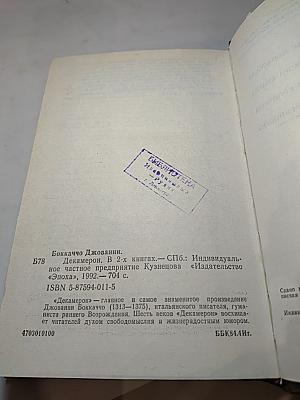 БИБЛИОТЕКА
Боккаччо Джованни.
Б78
Декамерон. В 2-х книгах.— СПб.: Индивидуаль-
ное частное предприятие Кузнецова «Издательство
«Эпоха», 1992.— 704 с.
ISBN 5-87594-011-5
«Декамерон» — главное и самое знаменитое произведение
Джованни Боккаччо (1313—1375), итальянского писателя, гума-
ниста раннего Возрождения. Шесть веков «Декамерон» восхища-
ет читателей духом свободомыслия и жизнерадостным юмором.
4703010100
ББК84.4Ит.